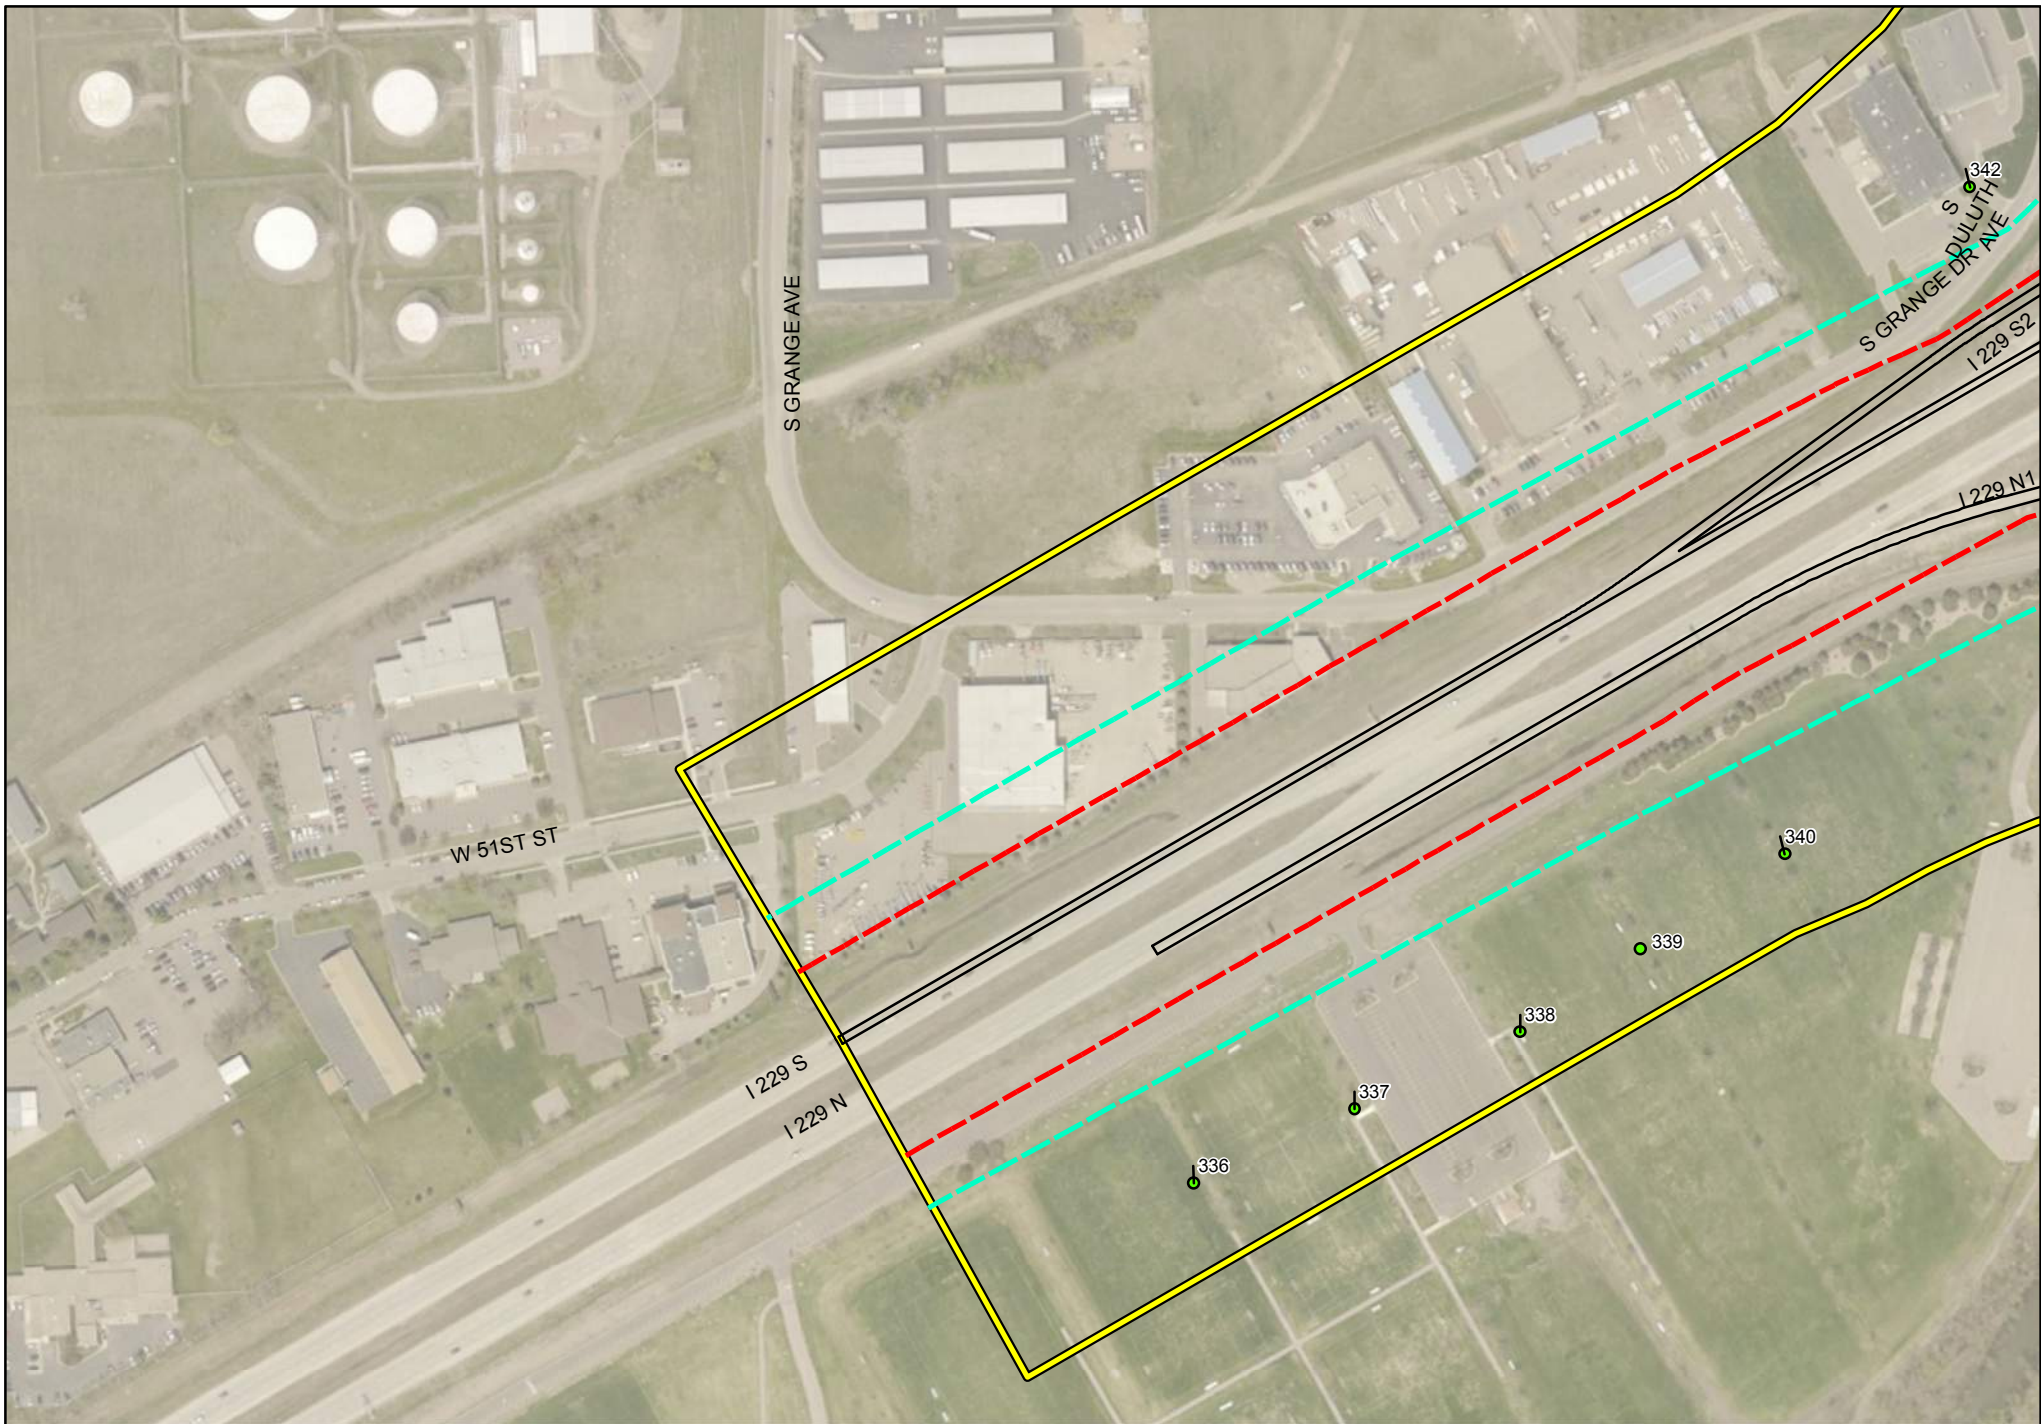 342
S
DULUTH
AVE
S GRANGE DR
I 229 S2
S GRANGE AVE
I 229 N1
W 51ST ST
340
339
338
I 229 S
337
I 229 N
336